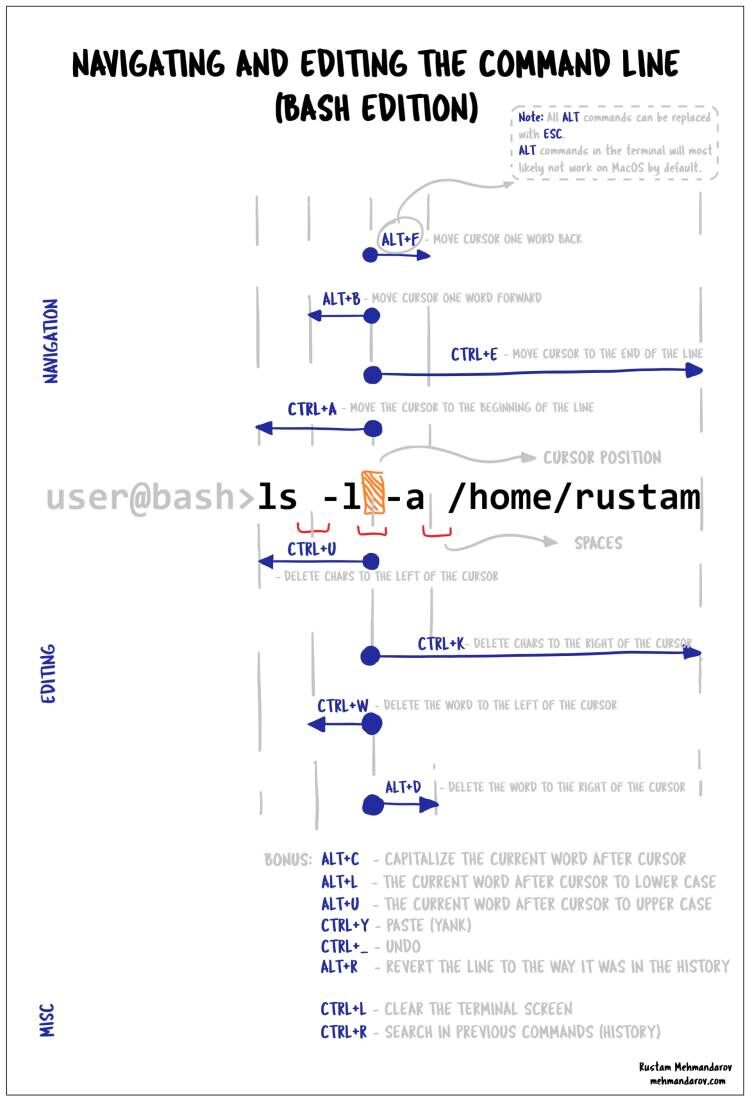 NAVIGATING AND EDITING THE COMMAND LINE
(BASH EDITION)
Note: All ALT commands can be replaced
with ESC.
ALT commands in the terminal will most
likely not work on MacOS by default.
ALT+F - MOVE CURSOR ONE WORD BACK
NAVIGATION
ALT+B - MOVE CURSOR ONE WORD FORWARD
CTRL+E - MOVE CURSOR TO THE END OF THE LINE
CTRL+A - MOVE THE CURSOR TO THE BEGINNING OF THE LINE
CURSOR POSITION
user@bash>ls -l -a /home/rustam
SPACES
CTRL+U
- DELETE CHARS TO THE LEFT OF THE CURSOR
EDITING
CTRL+K - DELETE CHARS TO THE RIGHT OF THE CURSOR
CTRL+W - DELETE THE WORD TO THE LEFT OF THE CURSOR
ALT+D - DELETE THE WORD TO THE RIGHT OF THE CURSOR
BONUS: ALT+C - CAPITALIZE THE CURRENT WORD AFTER CURSOR
ALT+L - THE CURRENT WORD AFTER CURSOR TO LOWER CASE
ALT+U - THE CURRENT WORD AFTER CURSOR TO UPPER CASE
CTRL+Y - PASTE (YANK)
CTRL+_ - UNDO
ALT+R - REVERT THE LINE TO THE WAY IT WAS IN THE HISTORY
MISC
CTRL+L - CLEAR THE TERMINAL SCREEN
CTRL+R - SEARCH IN PREVIOUS COMMANDS (HISTORY)
Rustam Mehmandarov
mehmandarov.com